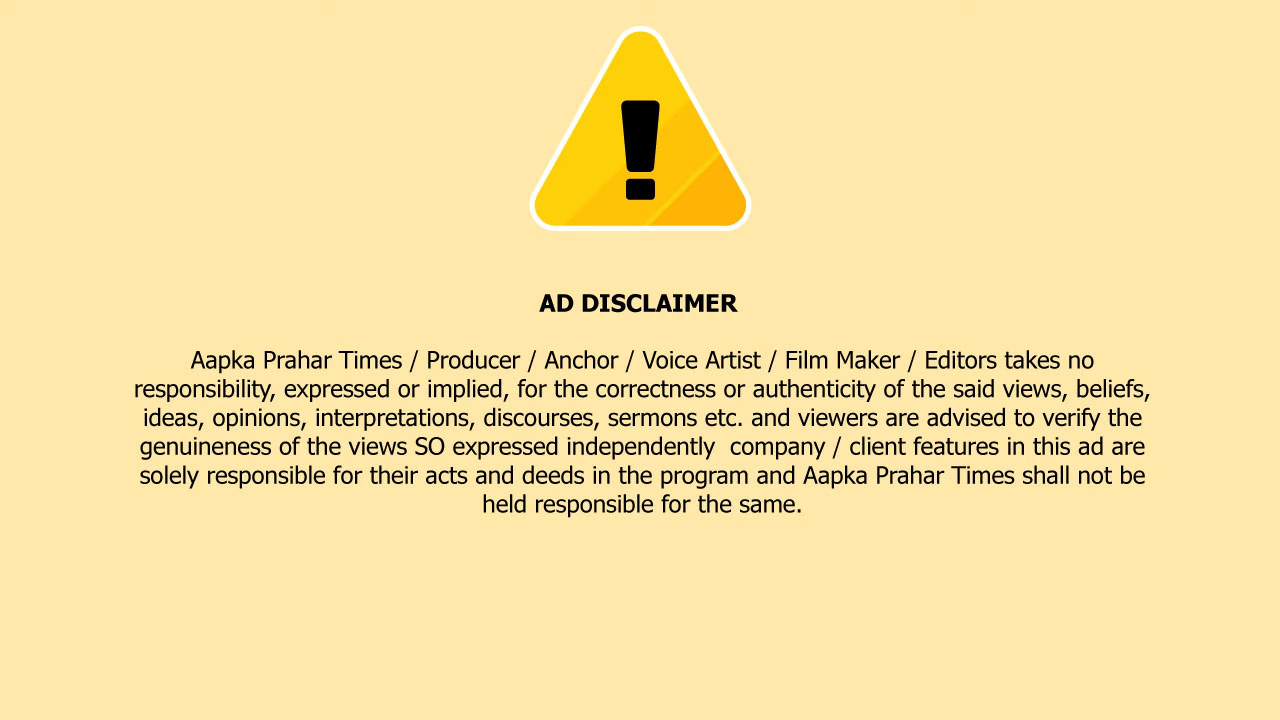 AD DISCLAIMER
Aapka Prahar Times / Producer / Anchor / Voice Artist / Film Maker / Editors takes no
responsibility, expressed or implied, for the correctness or authenticity of the said views, beliefs,
ideas, opinions, interpretations, discourses, sermons etc. and viewers are advised to verify the
genuineness of the views SO expressed independently  company / client features in this ad are
solely responsible for their acts and deeds in the program and Aapka Prahar Times shall not be
held responsible for the same.